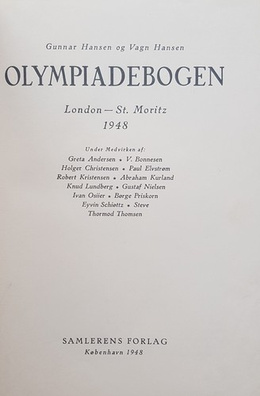 Gunnar Hansen og Vagn Hansen
OLYMPIADEBOGEN
London — St. Moritz
1948
Under Medvirken af:
Greta Andersen • V. Bonnesen
Holger Christensen • Paul Elvstrøm
Robert Kristensen • Abraham Kurland
Knud Lundberg • Gustaf Nielsen
Ivan Osiier • Børge Priskorn
Eyvin Schiøttz • Steve
Thormod Thomsen
SAMLERENS FORLAG
København 1948